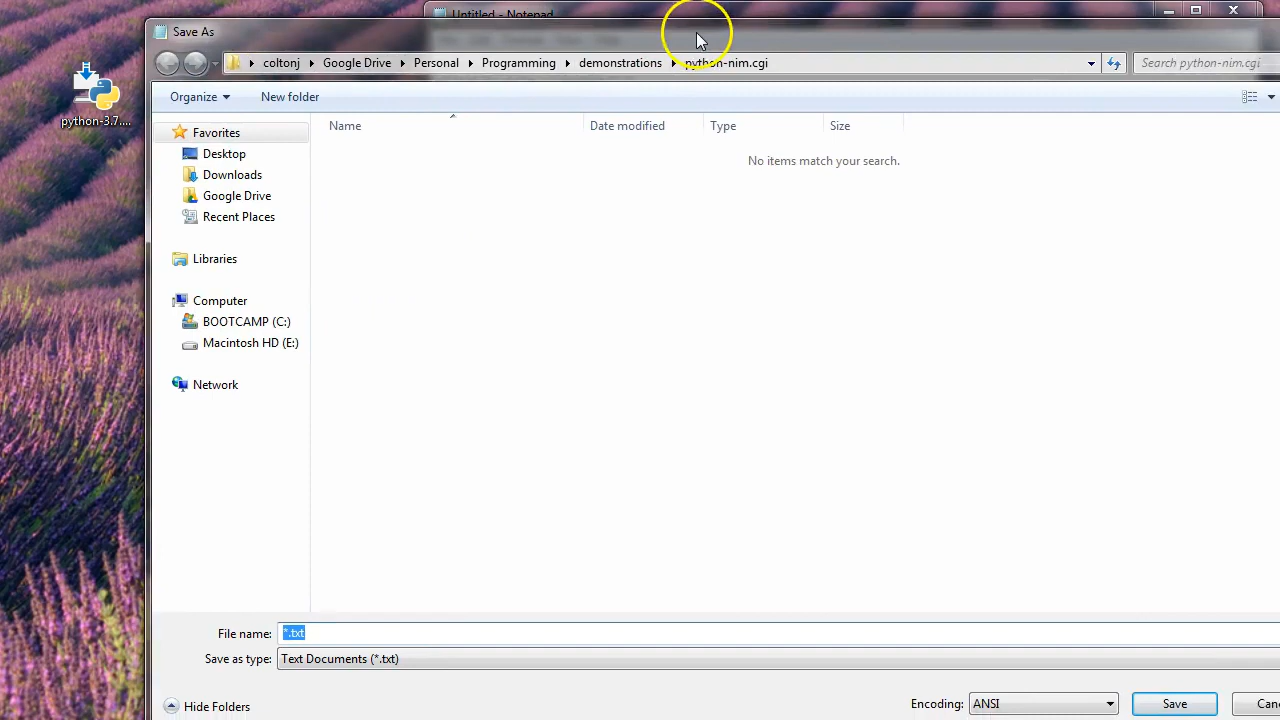 Untitled - Notepad
Save As
coltonj Google Drive Personal Programming demonstrations python-nim.cgi
Search python-nim.cgi
Organize New folder
python-3.7....
Name Date modified Type Size
No items match your search.
Favorites
Desktop
Downloads
Google Drive
Recent Places
Libraries
Computer
BOOTCAMP (C:)
Macintosh HD (E:)
Network
File name: *.txt
Save as type: Text Documents (*.txt)
Hide Folders
Encoding: ANSI Save Can